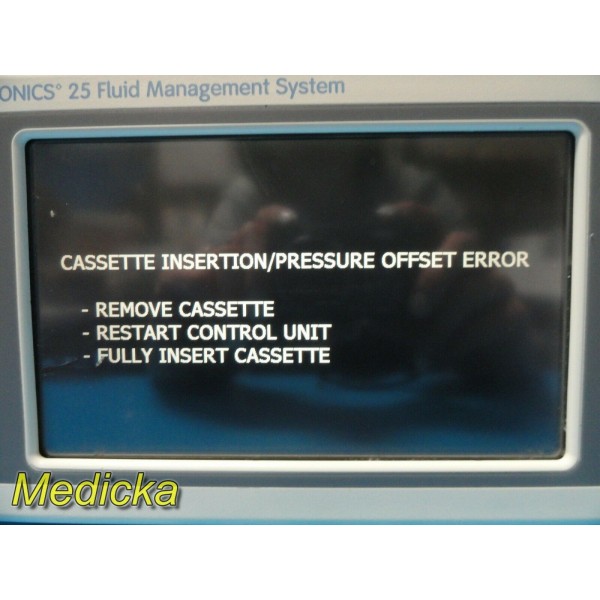 ONICS° 25 Fluid Management System
CASSETTE INSERTION/PRESSURE OFFSET ERROR
- REMOVE CASSETTE
- RESTART CONTROL UNIT
- FULLY INSERT CASSETTE
Medicka